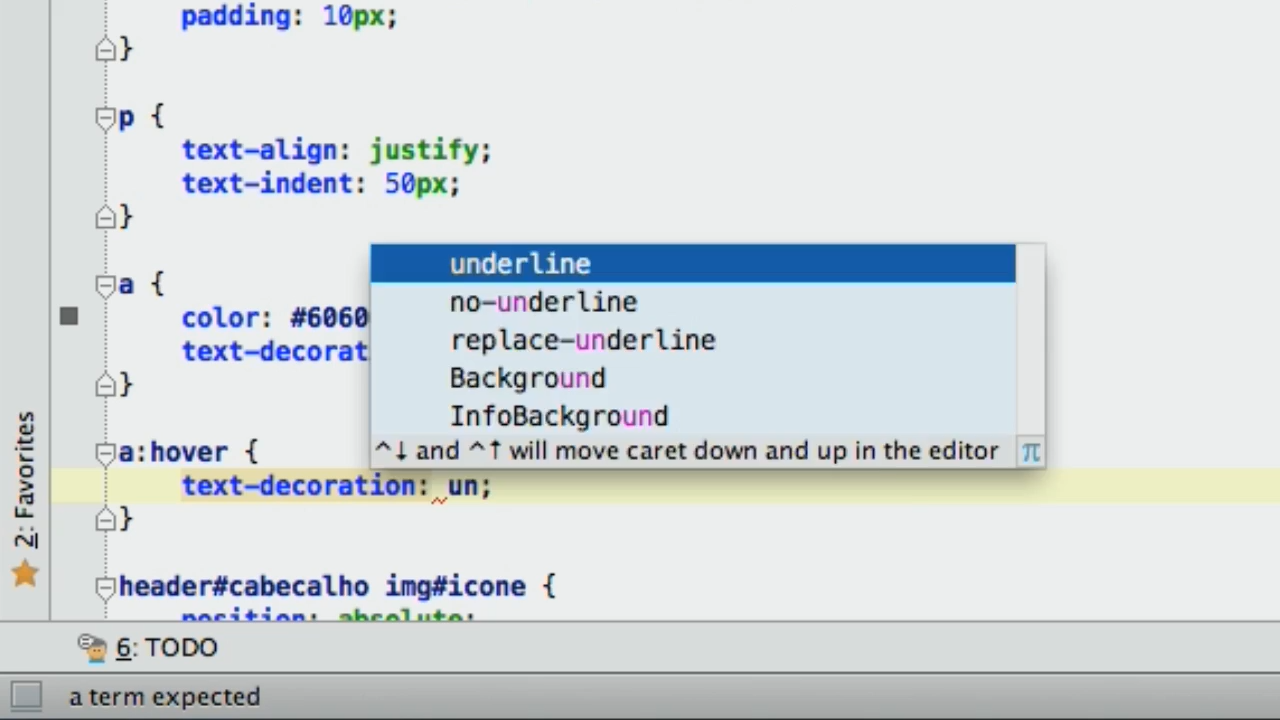 padding: 10px;
}
p {
text-align: justify;
text-indent: 50px;
}
a {
color: #6060
text-decorat
}
underline
no-underline
replace-underline
Background
InfoBackground
^↓ and ^↑ will move caret down and up in the editor
π
a:hover {
text-decoration: un;
}
header#cabecalho img#icone {
position: absolute;
2: Favorites
6: TODO
a term expected